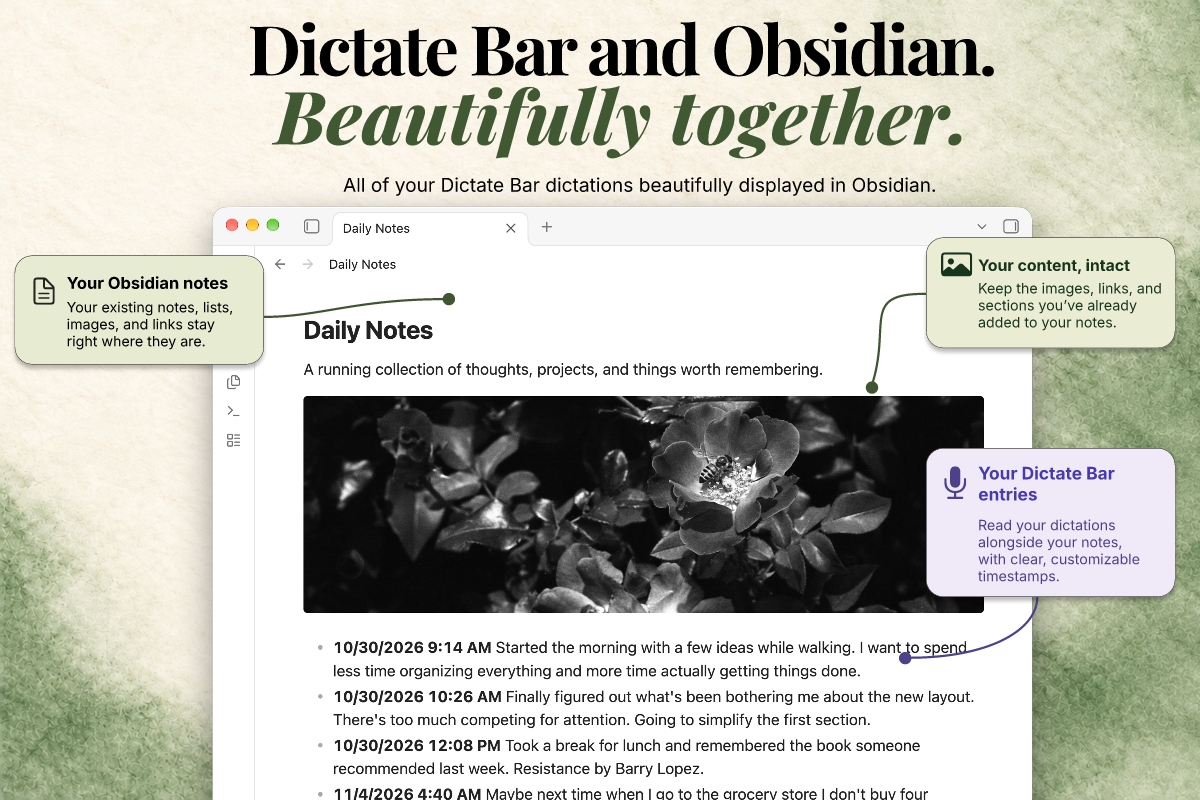 Dictate Bar and Obsidian.
Beautifully together.
All of your Dictate Bar dictations beautifully displayed in Obsidian.
Daily Notes
Daily Notes
Your Obsidian notes
Your existing notes, lists,
images, and links stay
right where they are.
Your content, intact
Keep the images, links, and
sections you’ve already
added to your notes.
Daily Notes
A running collection of thoughts, projects, and things worth remembering.
Your Dictate Bar
entries
Read your dictations
alongside your notes,
with clear, customizable
timestamps.
10/30/2026 9:14 AM Started the morning with a few ideas while walking. I want to spend
less time organizing everything and more time actually getting things done.
10/30/2026 10:26 AM Finally figured out what's been bothering me about the new layout.
There's too much competing for attention. Going to simplify the first section.
10/30/2026 12:08 PM Took a break for lunch and remembered the book someone
recommended last week. Resistance by Barry Lopez.
11/4/2026 4:40 AM Maybe next time when I go to the grocery store I don't buy four